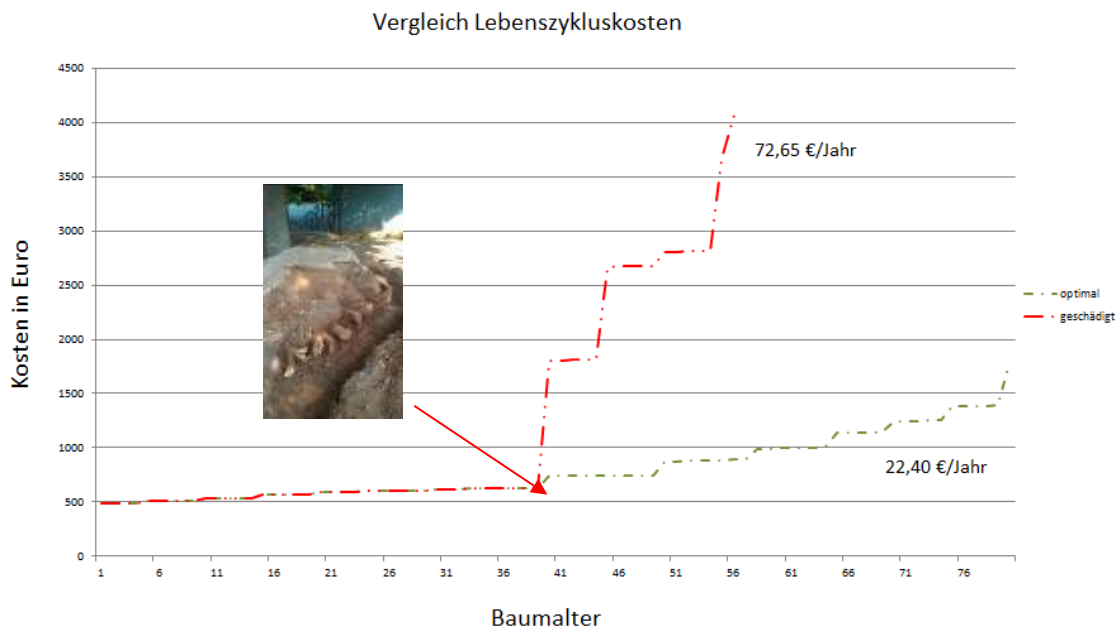 Vergleich Lebenszykluskosten
4500
4000
3500
3000
2500
2000
1500
1000
500
0
Kosten in Euro
72,65 €/Jahr
22,40 €/Jahr
optimal
geschädigt
1 6 11 16 21 26 31 36 41 46 51 56 61 66 71 76
Baumalter